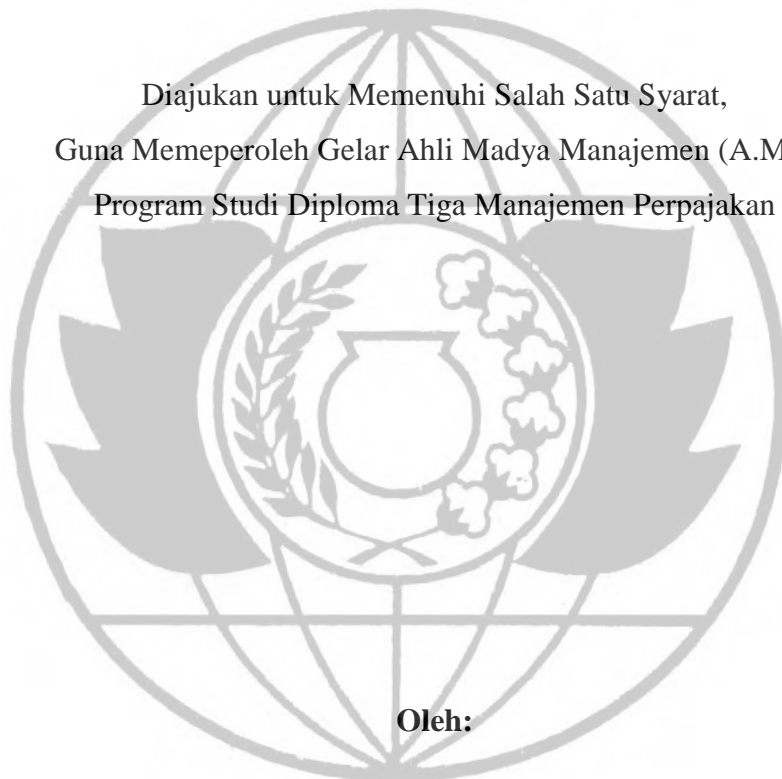 Diajukan untuk Memenuhi Salah Satu Syarat,
Guna Memeperoleh Gelar Ahli Madya Manajemen (A.M
Program Studi Diploma Tiga Manajemen Perpajakan
Oleh: